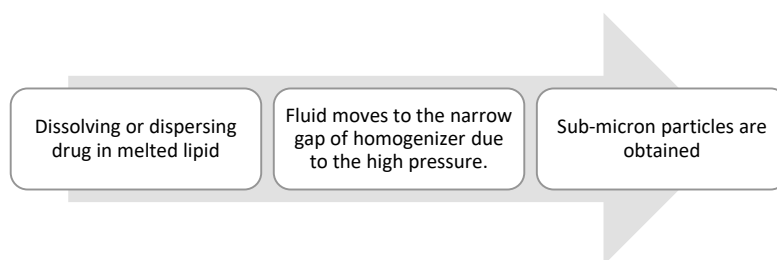 Dissolving or dispersing
drug in melted lipid
Fluid moves to the narrow
gap of homogenizer due
to the high pressure.
Sub-micron particles are
obtained